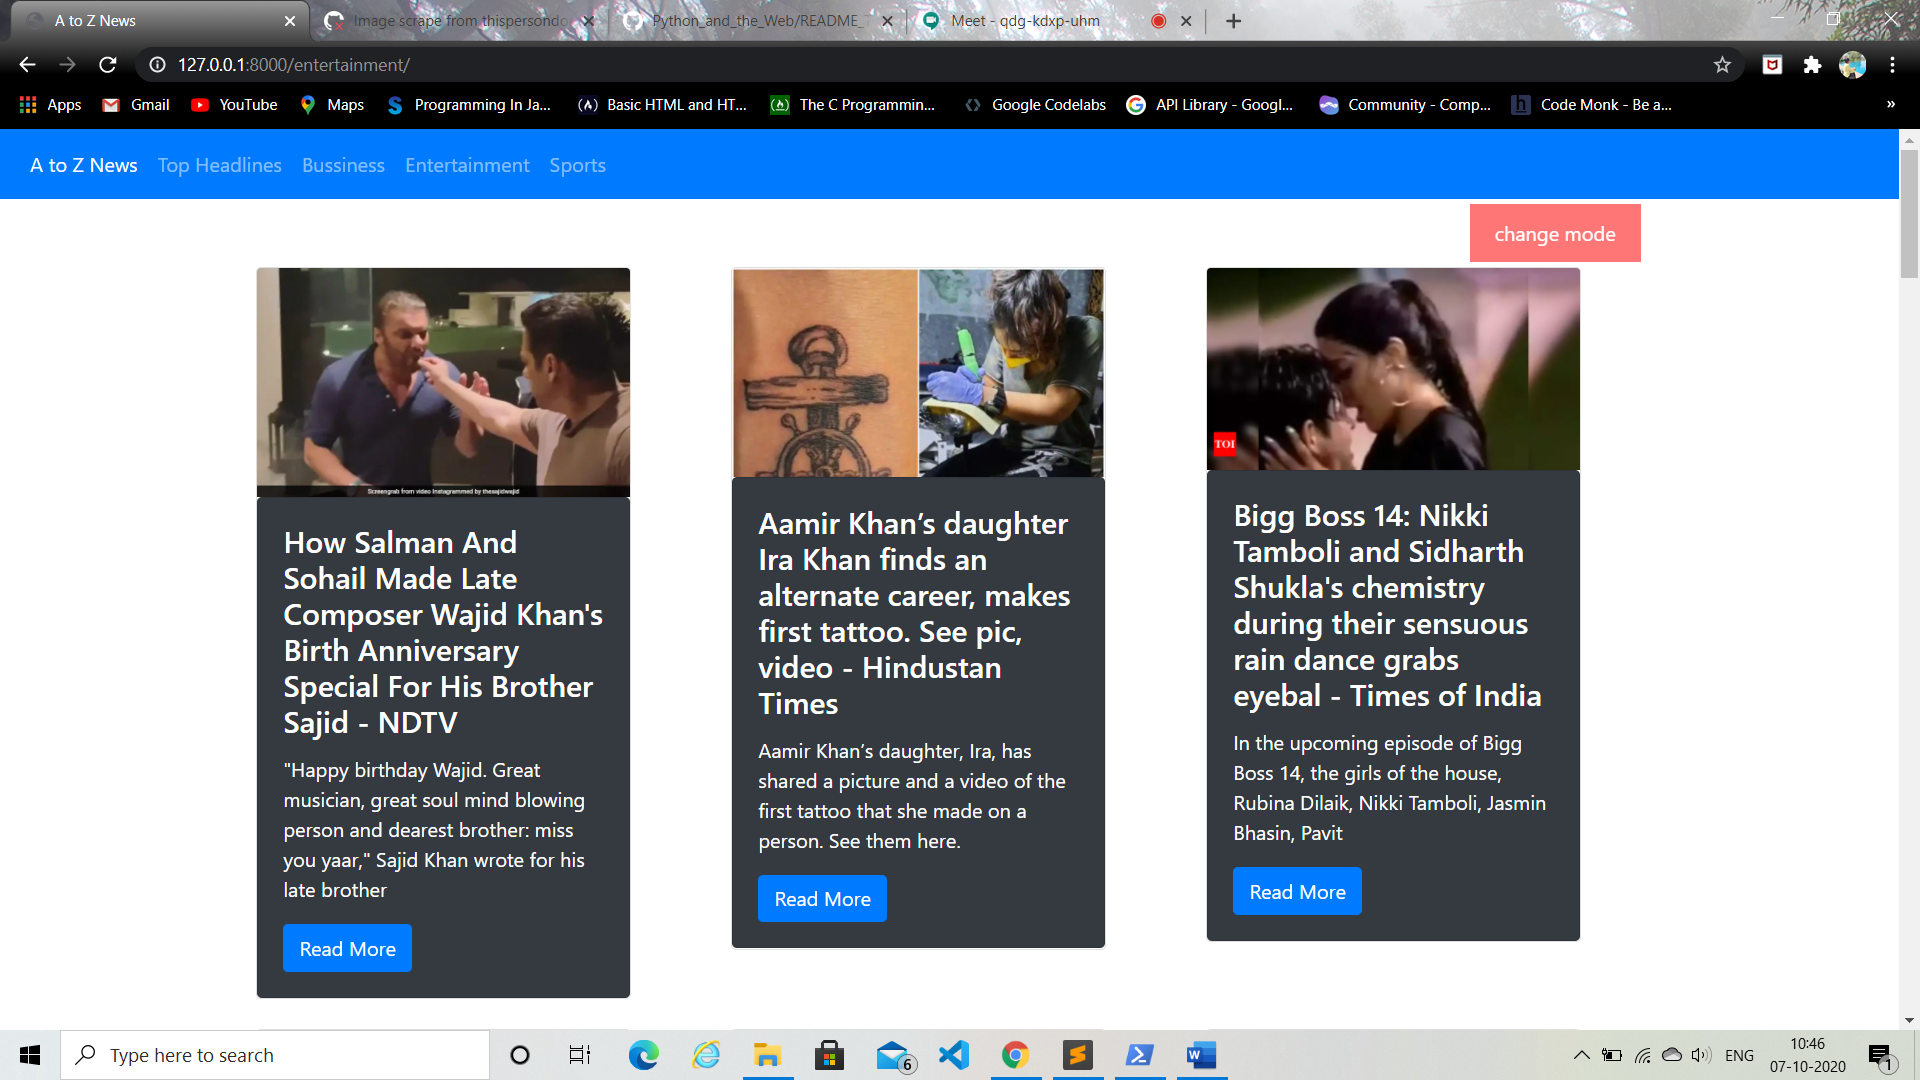 A to Z News
Image scrape from thispersondo
Python_and_the_Web/README_T
Meet - qdg-kdxp-uhm
127.0.0.1:8000/entertainment/
Apps
Gmail
YouTube
Maps
Programming In Ja...
Basic HTML and HT...
The C Programmin...
Google Codelabs
API Library - Googl...
Community - Comp...
Code Monk - Be a...
»
A to Z News
Top Headlines
Bussiness
Entertainment
Sports
change mode
Screengrab from video Instagrammed by thesajidwajid
How Salman And
Sohail Made Late
Composer Wajid Khan's
Birth Anniversary
Special For His Brother
Sajid - NDTV
"Happy birthday Wajid. Great
musician, great soul mind blowing
person and dearest brother: miss
you yaar," Sajid Khan wrote for his
late brother
Read More
Aamir Khan’s daughter
Ira Khan finds an
alternate career, makes
first tattoo. See pic,
video - Hindustan
Times
Aamir Khan’s daughter, Ira, has
shared a picture and a video of the
first tattoo that she made on a
person. See them here.
Read More
TOI
Bigg Boss 14: Nikki
Tamboli and Sidharth
Shukla's chemistry
during their sensuous
rain dance grabs
eyebal - Times of India
In the upcoming episode of Bigg
Boss 14, the girls of the house,
Rubina Dilaik, Nikki Tamboli, Jasmin
Bhasin, Pavit
Read More
Type here to search
6
ENG
10:46
07-10-2020
1